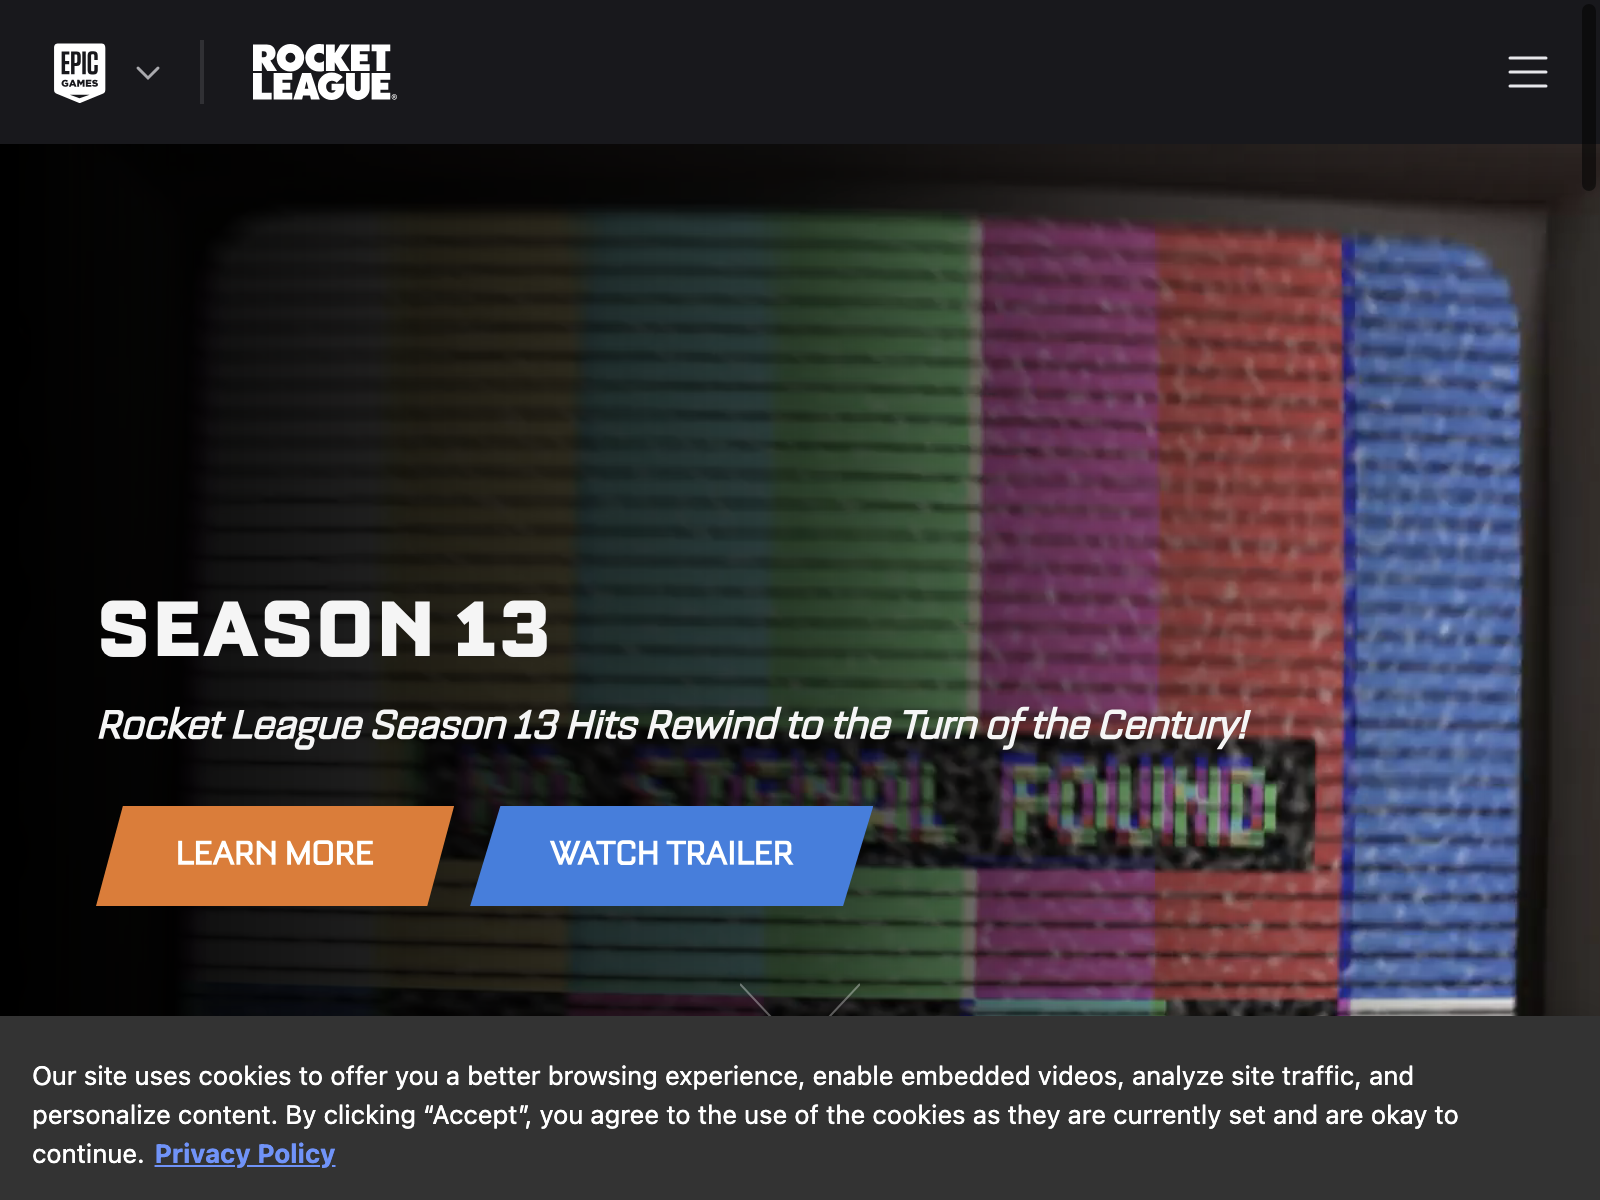 EPIC
GAMES
ROCKET
LEAGUE®
SEASON 13
Rocket League Season 13 Hits Rewind to the Turn of the Century!
NO SIGNAL FOUND
LEARN MORE
WATCH TRAILER
Our site uses cookies to offer you a better browsing experience, enable embedded videos, analyze site traffic, and
personalize content. By clicking “Accept”, you agree to the use of the cookies as they are currently set and are okay to
continue. Privacy Policy